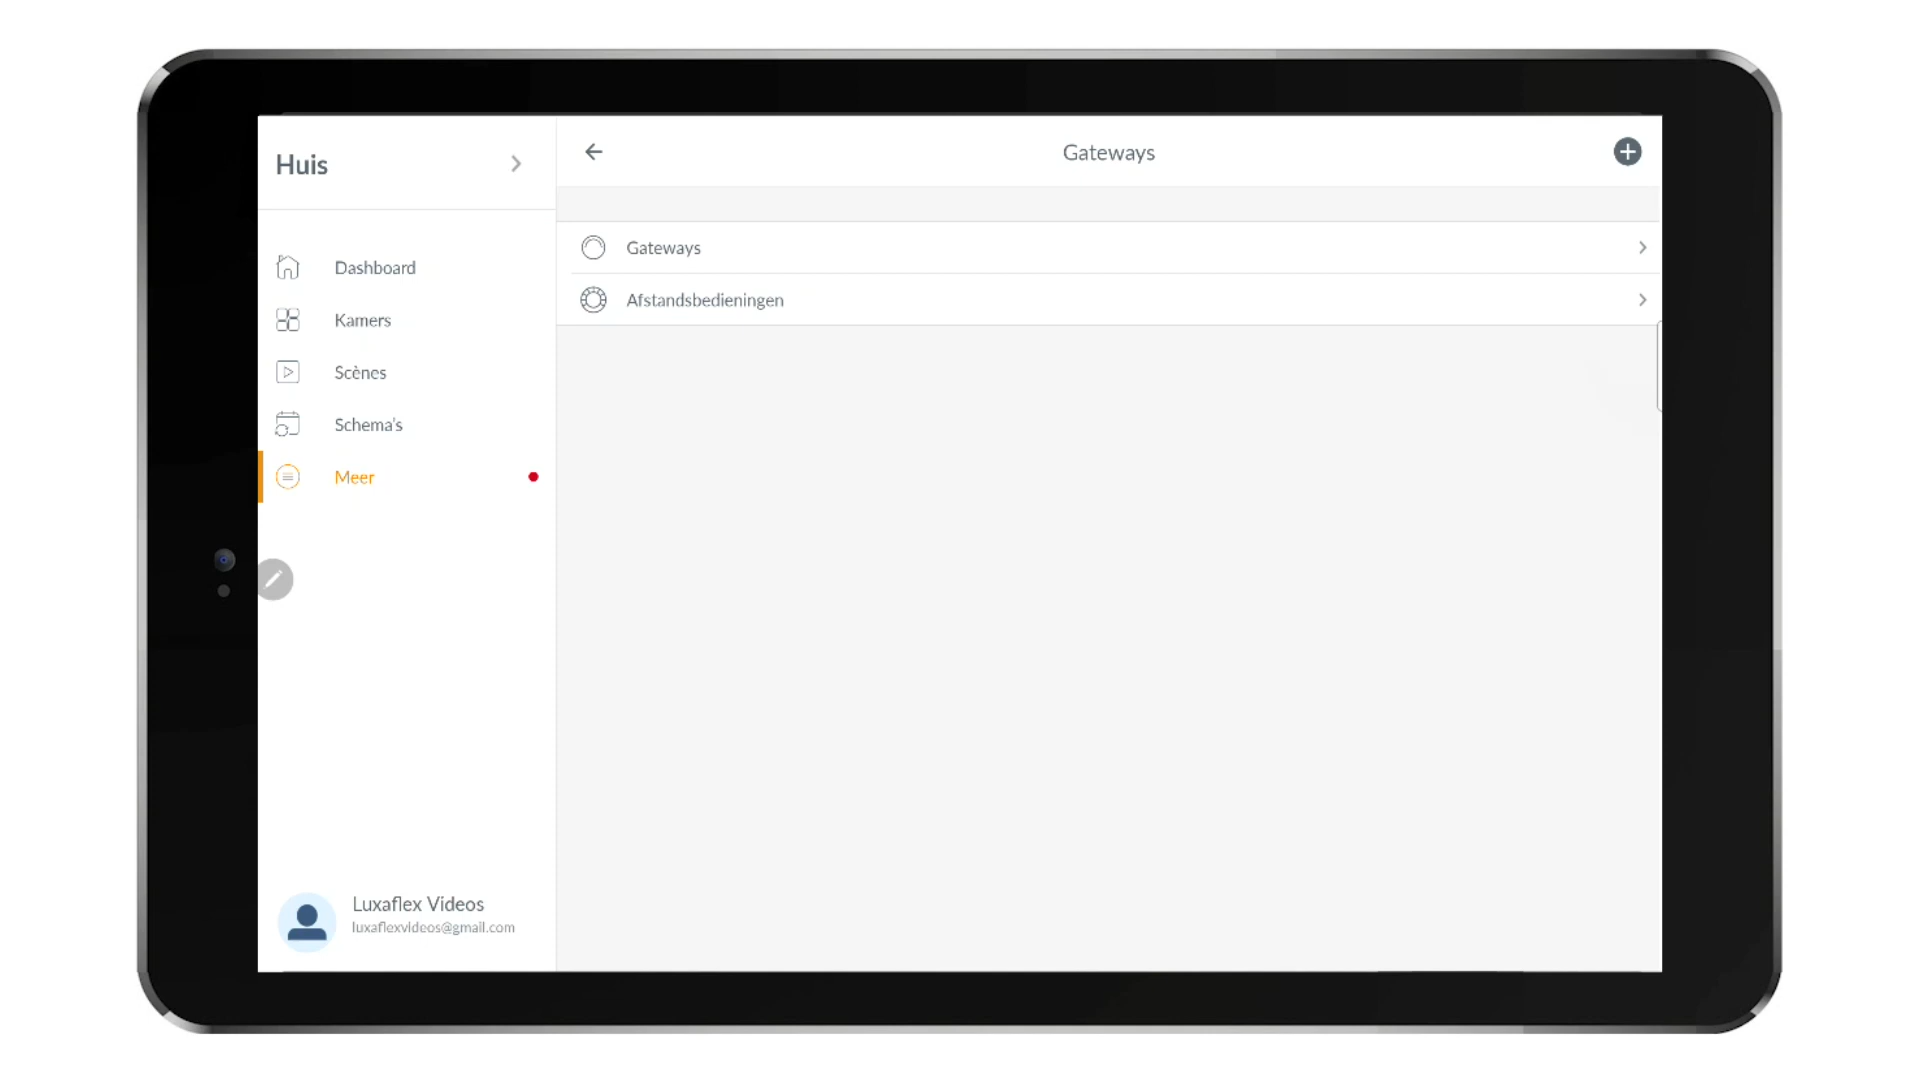 Huis
Gateways
Dashboard
Kamers
Scènes
Schema's
Meer
Gateways
Afstandsbedieningen
Luxaflex Videos
luxaflexvideos@gmail.com